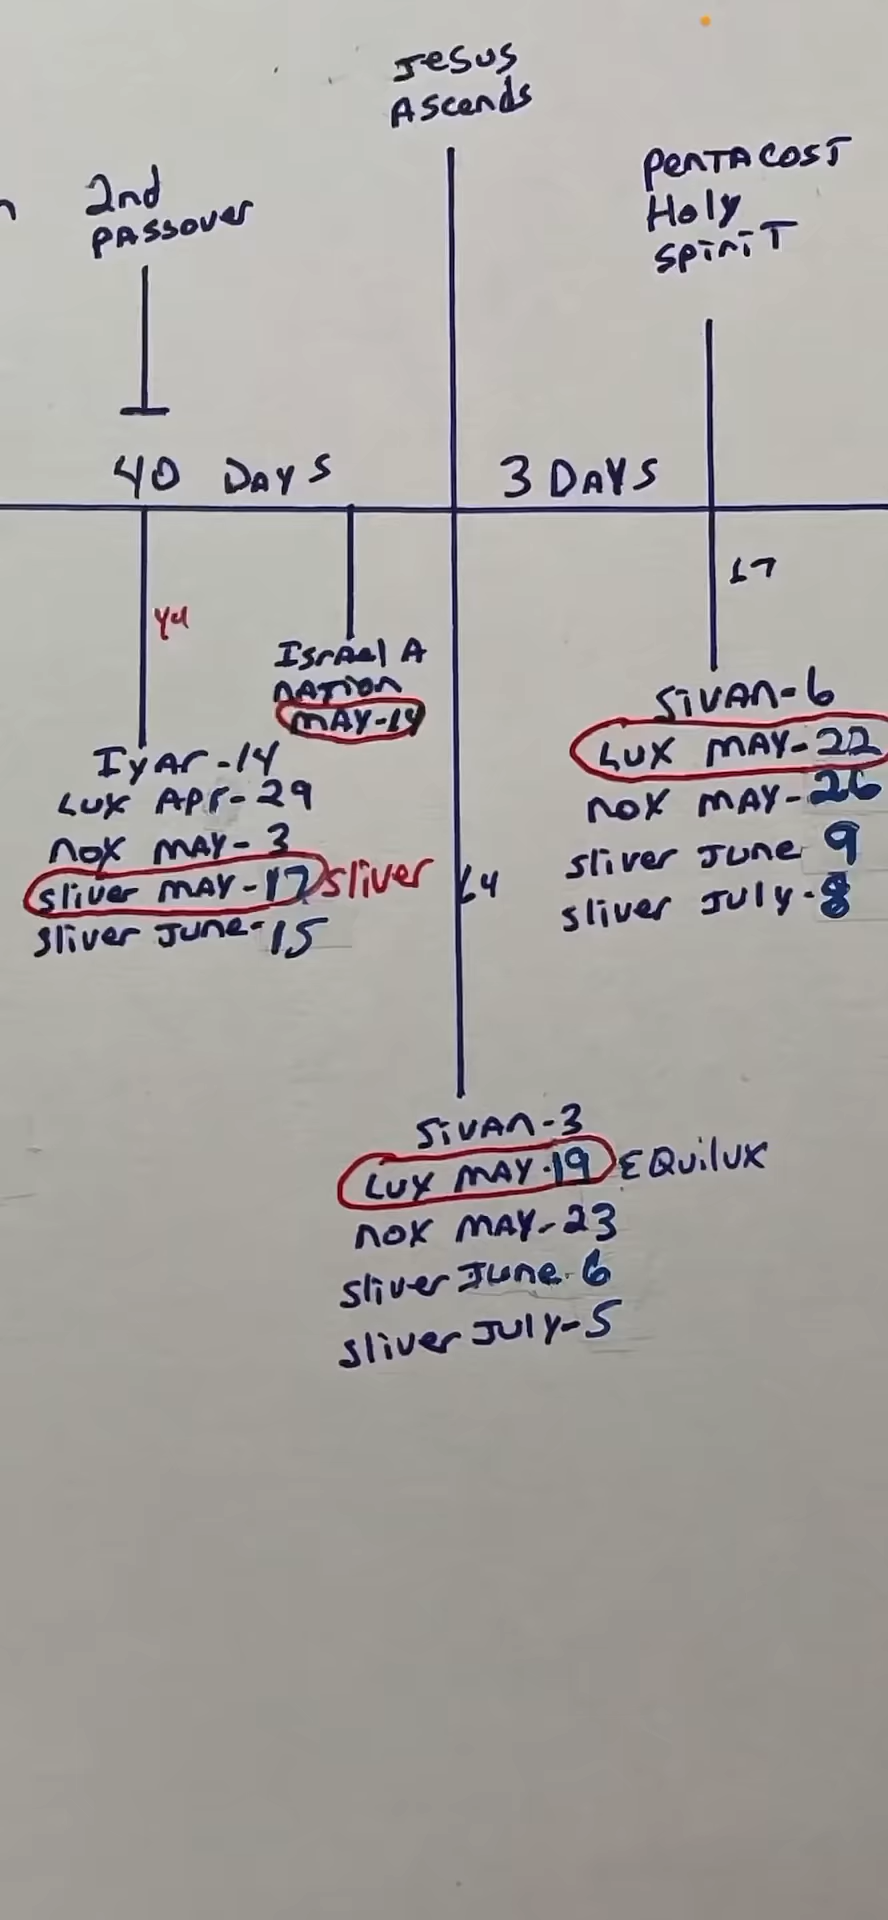 Jesus
Ascends
2nd
PASSOVER
PENTACOST
Holy
SPIRIT
40 DAYS
3 DAYS
44
67
Israel A
NATION
MAY-14
Iyar-14
LUX APR-29
NOX MAY-3
sliver MAY-17 sliver
sliver June-15
64
SIVAN-6
LUX MAY-22
NOX MAY-26
sliver June 9
sliver July-8
SIVAN-3
LUX MAY-19 EQUILUX
NOX MAY-23
sliver June-6
sliver July-5